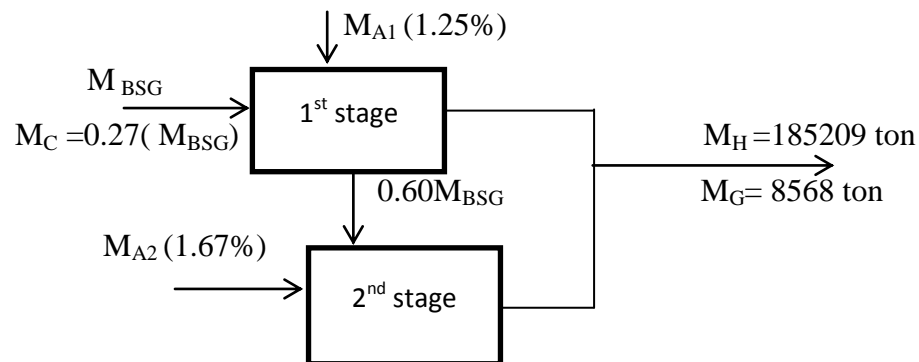 M_A1 (1.25%)
M_BSG
1st stage
M_C =0.27( M_BSG)
M_H =185209 ton
M_G= 8568 ton
0.60M_BSG
M_A2 (1.67%)
2nd stage